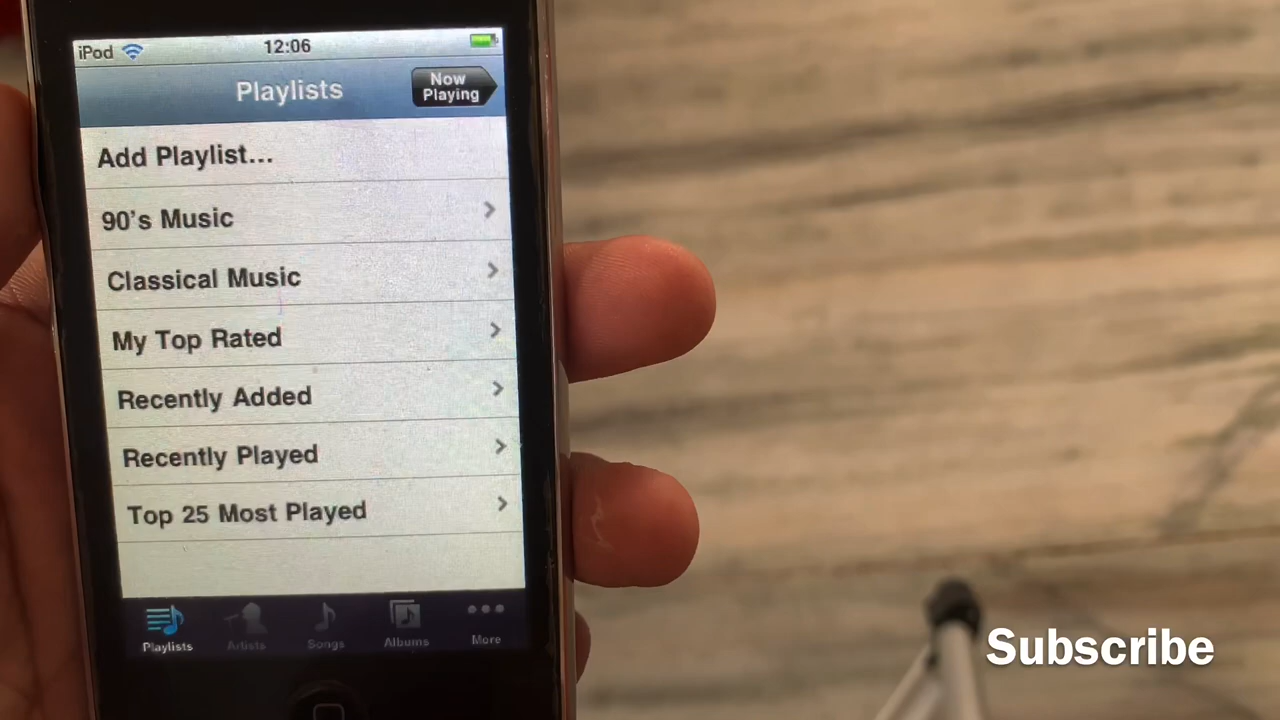 iPod
12:06
Playlists
Now
Playing
Add Playlist...
90's Music
Classical Music
My Top Rated
Recently Added
Recently Played
Top 25 Most Played
Playlists
Artists
Songs
Albums
More
Subscribe